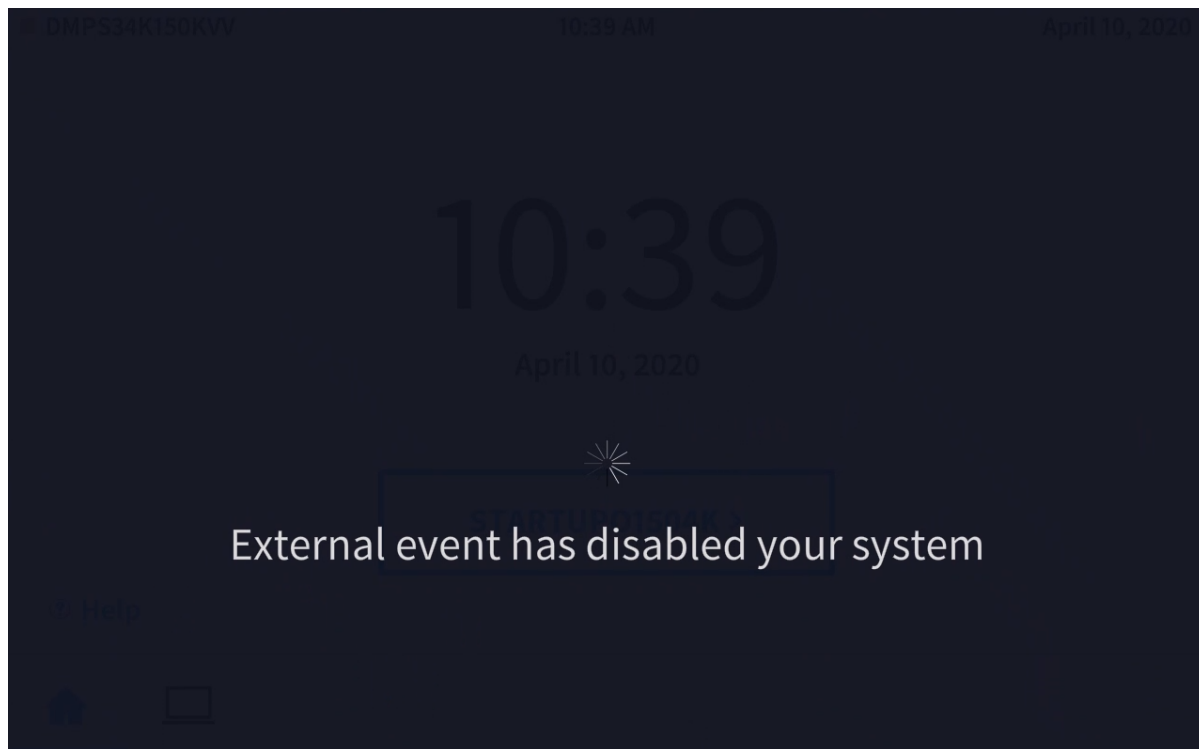 DMPS34K150KVV 10:39 AM April 10, 2020
10:39
April 10, 2020
External event has disabled your system
Help